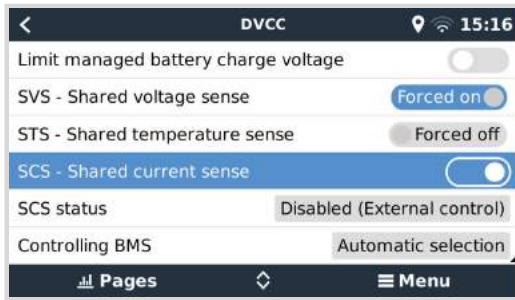 DVCC 15:16
Limit managed battery charge voltage
SVS - Shared voltage sense Forced on
STS - Shared temperature sense Forced off
SCS - Shared current sense
SCS status Disabled (External control)
Controlling BMS Automatic selection
Pages Menu